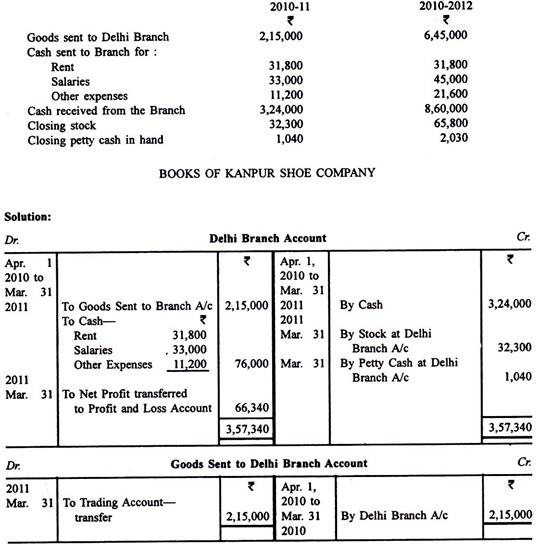 2010-11 2010-2012
₹ ₹
Goods sent to Delhi Branch 2,15,000 6,45,000
Cash sent to Branch for :
Rent 31,800 31,800
Salaries 33,000 45,000
Other expenses 11,200 21,600
Cash received from the Branch 3,24,000 8,60,000
Closing stock 32,300 65,800
Closing petty cash in hand 1,040 2,030
BOOKS OF KANPUR SHOE COMPANY
Solution:
Dr. Delhi Branch Account Cr.
Apr. 1 ₹ Apr. 1, ₹
2010 to 2010 to
Mar. 31 Mar. 31
2011 To Goods Sent to Branch A/c 2,15,000 2011 By Cash 3,24,000
To Cash— ₹ 2011
Rent 31,800 Mar. 31 By Stock at Delhi
Salaries . 33,000 Branch A/c 32,300
Other Expenses 11,200 76,000 Mar. 31 By Petty Cash at Delhi
2011 Branch A/c 1,040
Mar. 31 To Net Profit transferred
to Profit and Loss Account 66,340
3,57,340 3,57,340
Dr. Goods Sent to Delhi Branch Account Cr.
2011 ₹ Apr. 1, ₹
Mar. 31 To Trading Account— 2010 to
transfer 2,15,000 Mar. 31 By Delhi Branch A/c 2,15,000
2010